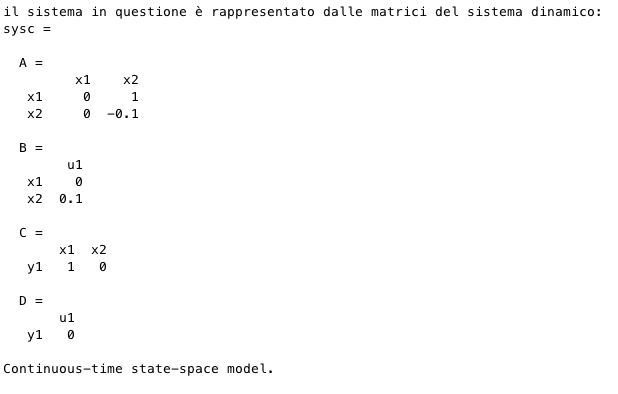 il sistema in questione è rappresentato dalle matrici del sistema dinamico:
sysc =
A =
x1 x2
x1 0 1
x2 0 -0.1
B =
u1
x1 0
x2 0.1
C =
x1 x2
y1 1 0
D =
u1
y1 0
Continuous-time state-space model.